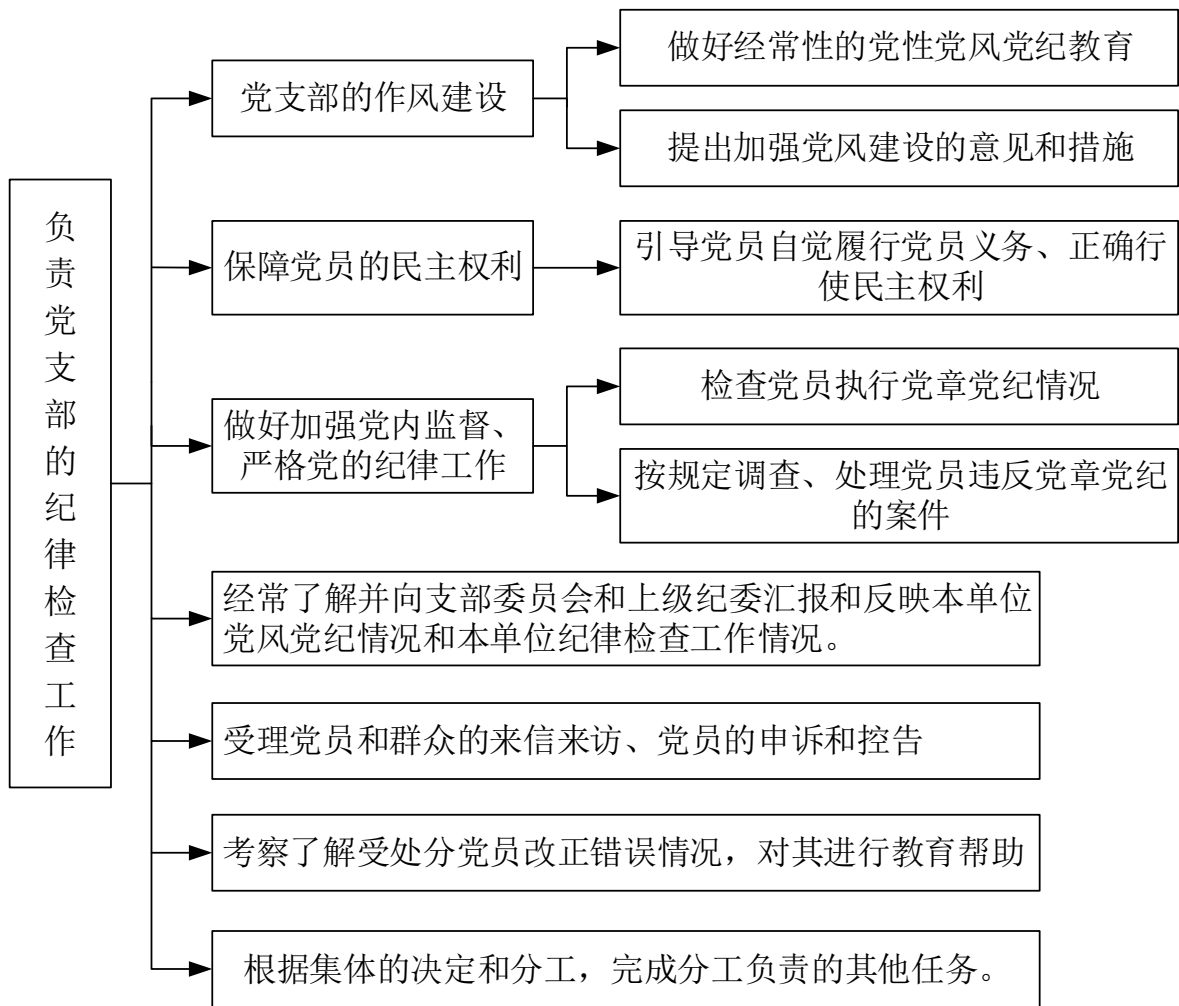 负责党支部的纪律检查工作
党支部的作风建设
做好经常性的党性党风党纪教育
提出加强党风建设的意见和措施
保障党员的民主权利
引导党员自觉履行党员义务、正确行
使民主权利
做好加强党内监督、
严格党的纪律工作
检查党员执行党章党纪情况
按规定调查、处理党员违反党章党纪
的案件
经常了解并向支部委员会和上级纪委汇报和反映本单位
党风党纪情况和本单位纪律检查工作情况。
受理党员和群众的来信来访、党员的申诉和控告
考察了解受处分党员改正错误情况，对其进行教育帮助
根据集体的决定和分工，完成分工负责的其他任务。